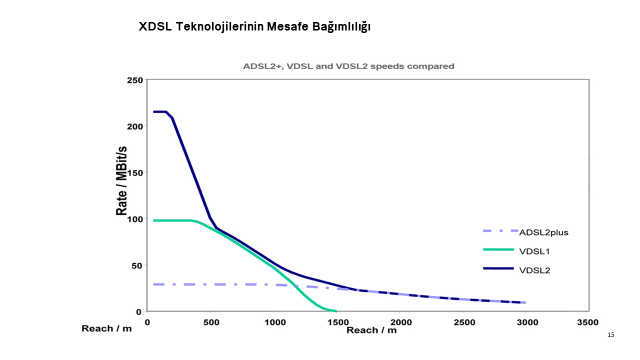 XDSL Teknolojilerinin Mesafe Bağımlılığı
ADSL2+, VDSL and VDSL2 speeds compared
250
200
150
100
50
0
Rate / MBit/s
ADSL2plus
VDSL1
VDSL2
Reach / m
0 500 1000 1500 2000 2500 3000 3500
Reach / m
15